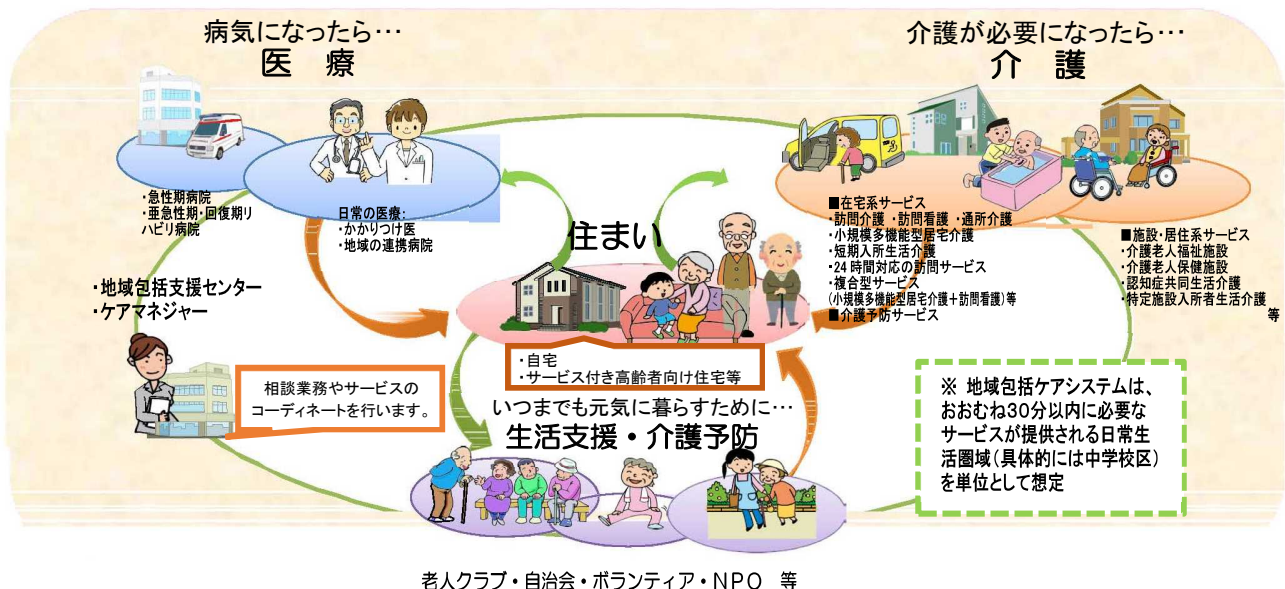 病気になったら…
医 療
・急性期病院
・亜急性期・回復期リ
ハビリ病院
日常の医療:
・かかりつけ医
・地域の連携病院
介護が必要になったら…
介 護
■在宅系サービス
・訪問介護 ・訪問看護 ・通所介護
・小規模多機能型居宅介護
・短期入所生活介護
・24時間対応の訪問サービス
・複合型サービス
(小規模多機能型居宅介護+訪問看護)等
■介護予防サービス
■施設・居住系サービス
・介護老人福祉施設
・介護老人保健施設
・認知症共同生活介護
・特定施設入所者生活介護
等
住まい
・自宅
・サービス付き高齢者向け住宅等
・地域包括支援センター
・ケアマネジャー
相談業務やサービスの
コーディネートを行います。
いつまでも元気に暮らすために…
生活支援・介護予防
※ 地域包括ケアシステムは、
おおむね30分以内に必要な
サービスが提供される日常生
活圏域(具体的には中学校区)
を単位として想定
老人クラブ・自治会・ボランティア・NPO 等